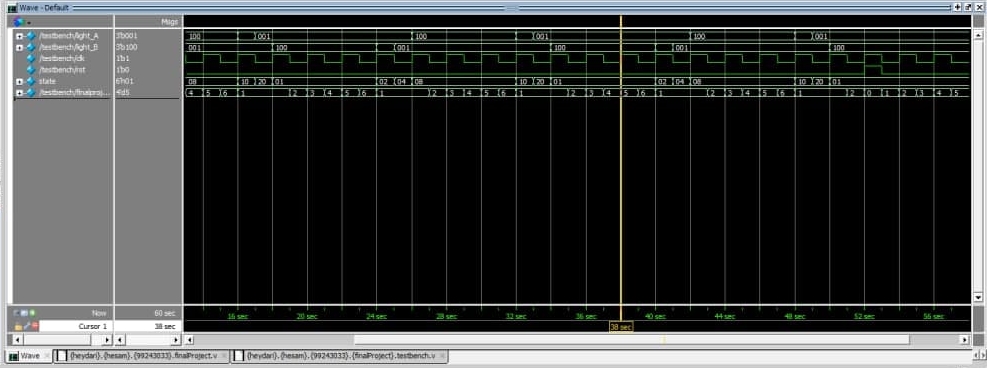 Wave - Default
Msgs
/testbench/light_A 3'b001 100 001 100 001 100 001
/testbench/light_B 3'b100 001 100 001 100 001 100
/testbench/clk 1'b1
/testbench/rst 1'b0
state 6'h01 08 10 20 01 02 04 08 10 20 01 02 04 08 10 20 01
/testbench/finalproj... 4'd5 4 5 6 1 2 3 4 5 6 1 2 3 4 5 6 1 2 3 4 5 6 1 2 3 4 5 6 1 2 0 1 2 3 4 5
Now 60 sec 16 sec 20 sec 24 sec 28 sec 32 sec 36 sec 40 sec 44 sec 48 sec 52 sec 56 sec
Cursor 1 38 sec 38 sec
Wave {heydari}.{hesam}.{99243033}.finalProject.v {heydari}.{hesam}.{99243033}.{finalProject}.testbench.v